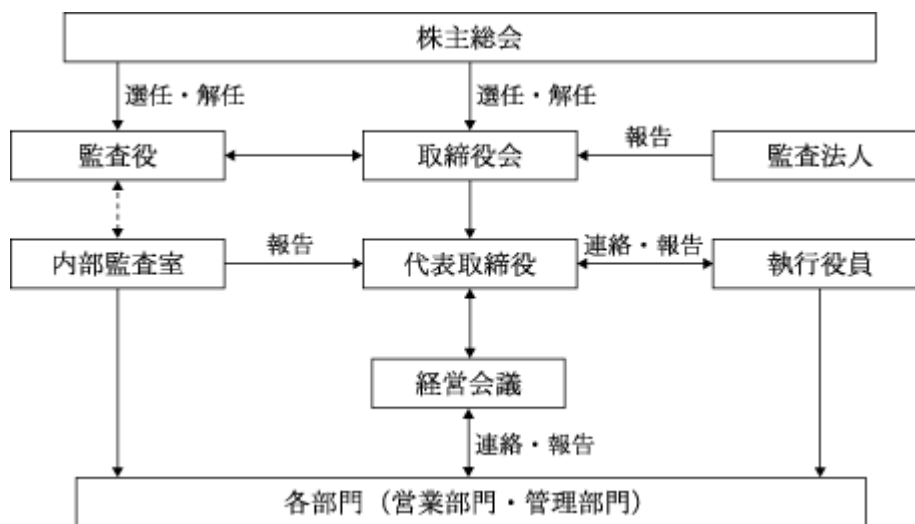 株主総会
選任・解任
選任・解任
監査役
取締役会
報告
監査法人
内部監査室
報告
代表取締役
連絡・報告
執行役員
経営会議
連絡・報告
各部門（営業部門・管理部門）